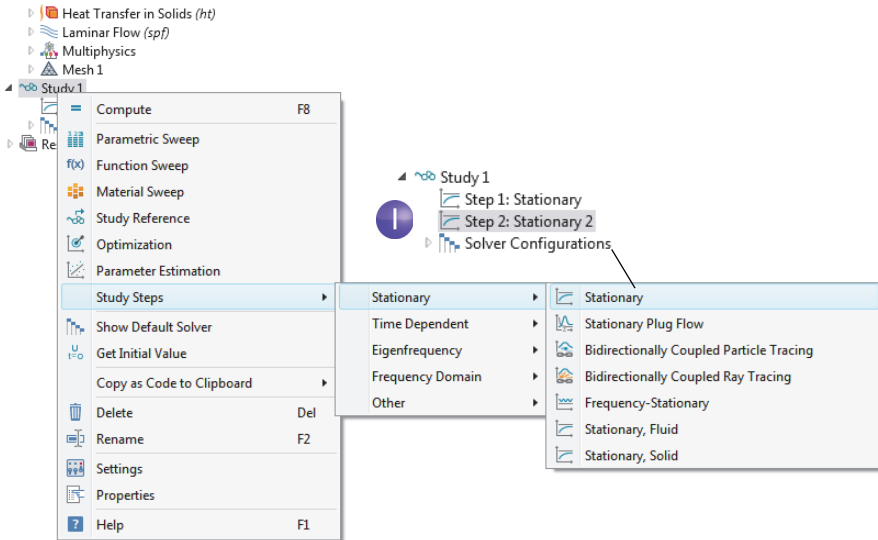 Heat Transfer in Solids (ht)
Laminar Flow (spf)
Multiphysics
Mesh 1
Study 1
Re
Compute F8
Parametric Sweep
f(x) Function Sweep
Material Sweep
Study Reference
Optimization
Parameter Estimation
Study Steps
Show Default Solver
U t=0 Get Initial Value
Copy as Code to Clipboard
Delete Del
Rename F2
Settings
Properties
? Help F1
Stationary
Time Dependent
Eigenfrequency
Frequency Domain
Other
Stationary
Stationary Plug Flow
Bidirectionally Coupled Particle Tracing
Bidirectionally Coupled Ray Tracing
Frequency-Stationary
Stationary, Fluid
Stationary, Solid
Study 1
Step 1: Stationary
I
Step 2: Stationary 2
Solver Configurations